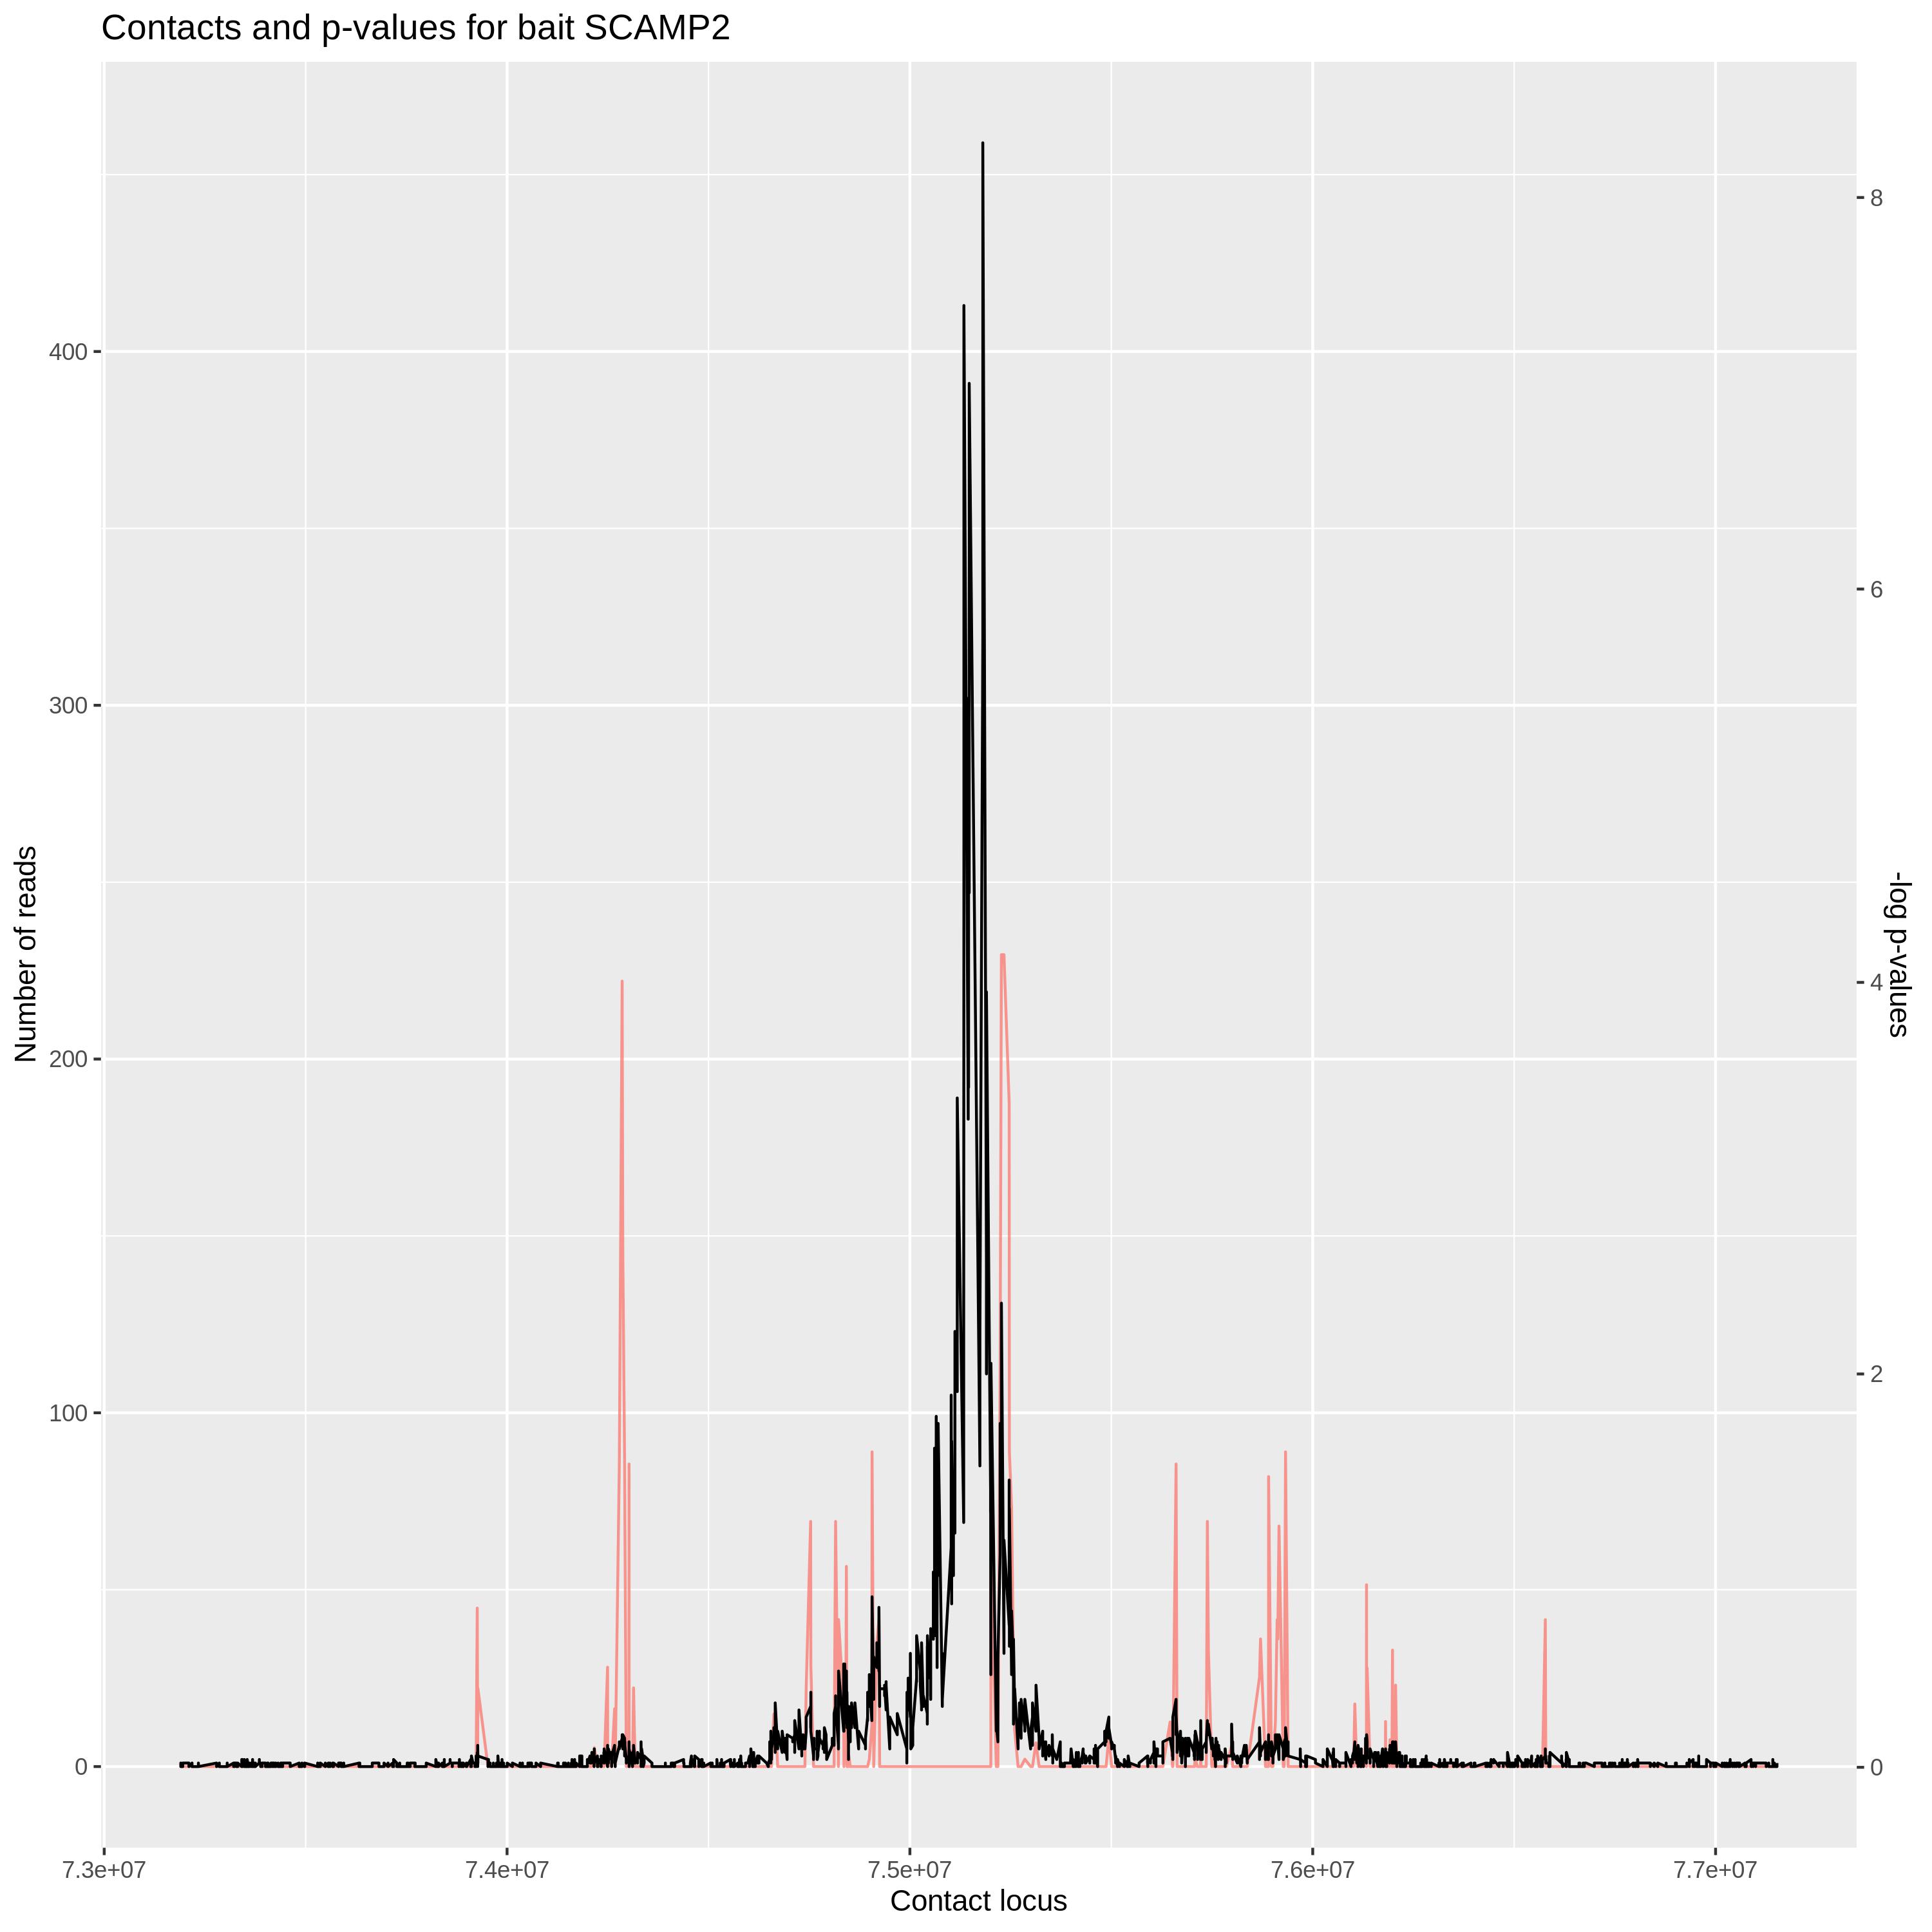 Contacts and p-values for bait SCAMP2
Number of reads
400
300
200
100
0
8
6
4
2
0
-log p-values
7.3e+07
7.4e+07
7.5e+07
7.6e+07
7.7e+07
Contact locus